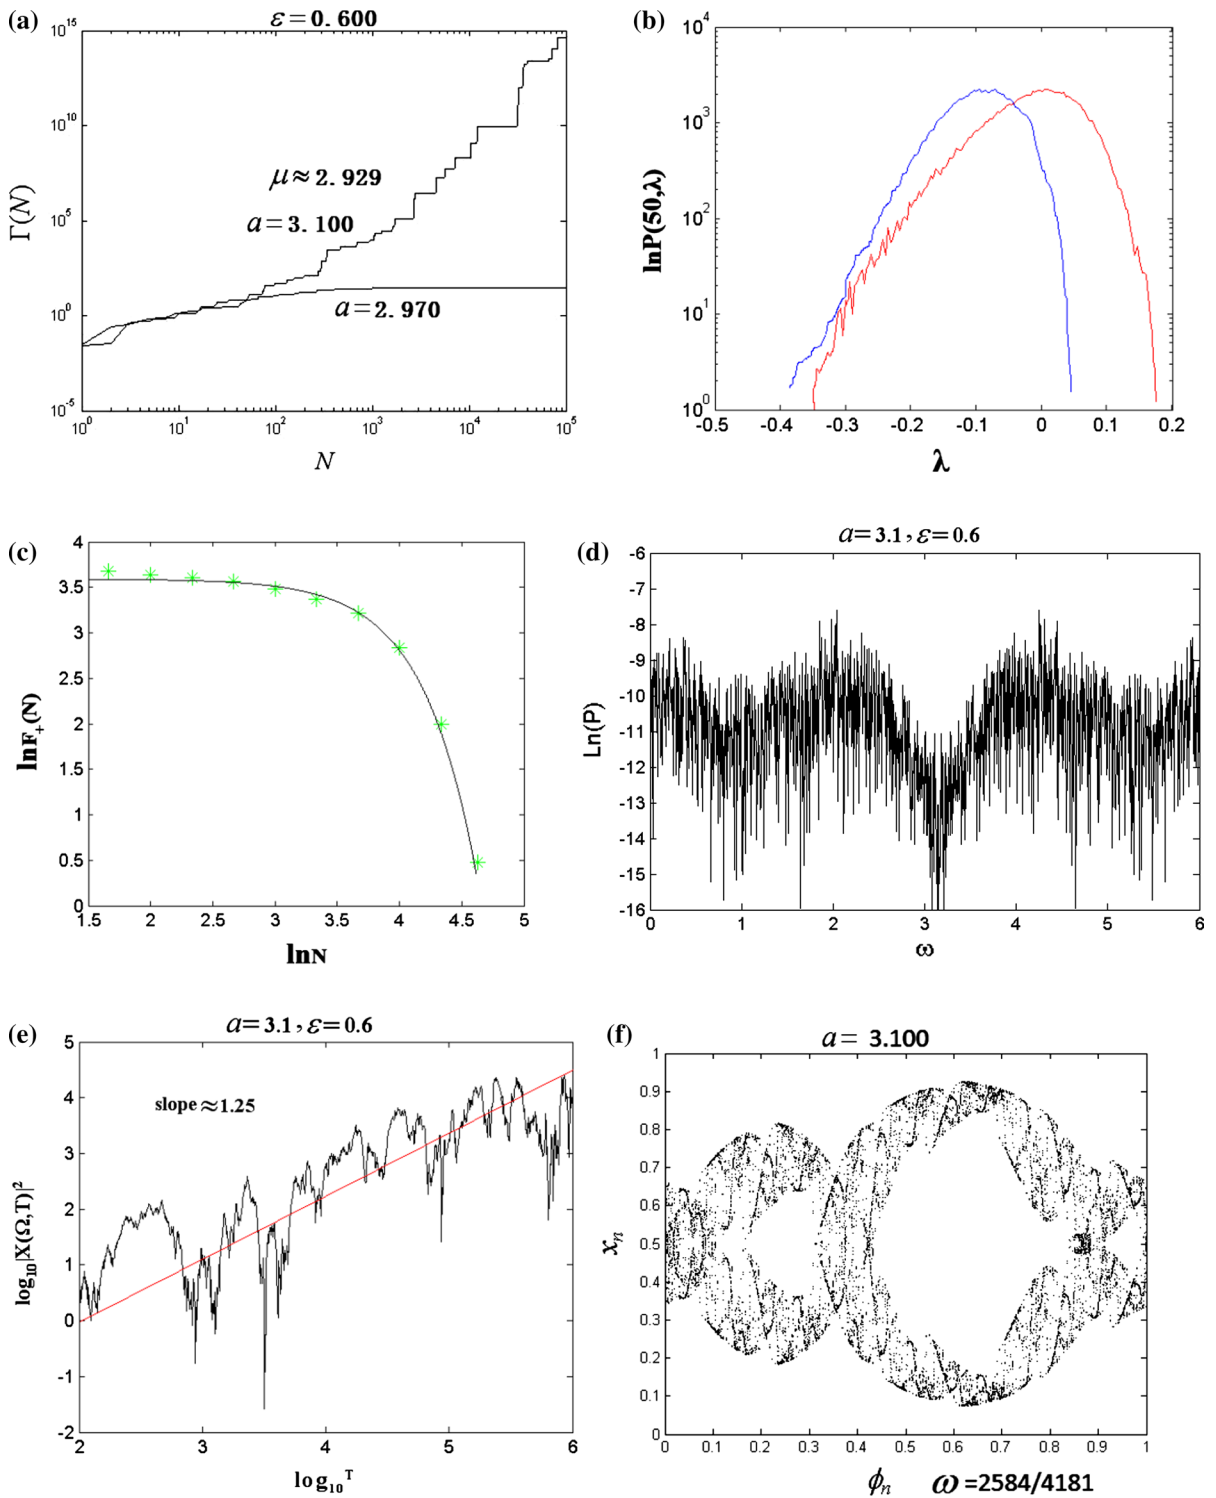 (a)
ε=0.600
10^15
10^10
10^5
10^0
10^-5
Γ(N)
μ≈2.929
a=3.100
a=2.970
10^0 10^1 10^2 10^3 10^4 10^5
N
(b)
10^4
10^3
10^2
10^1
10^0
lnP(50,λ)
-0.5 -0.4 -0.3 -0.2 -0.1 0 0.1 0.2
λ
(c)
4
3.5
3
2.5
2
1.5
1
0.5
0
lnF+(N)
1.5 2 2.5 3 3.5 4 4.5 5
lnN
(d)
a=3.1,ε=0.6
-6
-7
-8
-9
-10
-11
-12
-13
-14
-15
-16
Ln(P)
0 1 2 3 4 5 6
ω
(e)
a=3.1,ε=0.6
5
4
3
2
1
0
-1
-2
log10|X(Ω,T)|^2
slope≈1.25
2 3 4 5 6
log10^T
(f)
a= 3.100
1
0.9
0.8
0.7
0.6
0.5
0.4
0.3
0.2
0.1
0
xn
0 0.1 0.2 0.3 0.4 0.5 0.6 0.7 0.8 0.9 1
ϕn ω=2584/4181